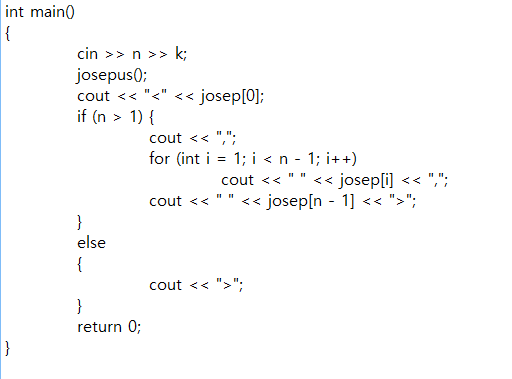 int main()
{
cin >> n >> k;
josepus();
cout << "<" << josep[0];
if (n > 1) {
cout << ",";
for (int i = 1; i < n - 1; i++)
cout << " " << josep[i] << ",";
cout << " " << josep[n - 1] << ">";
}
else
{
cout << ">";
}
return 0;
}